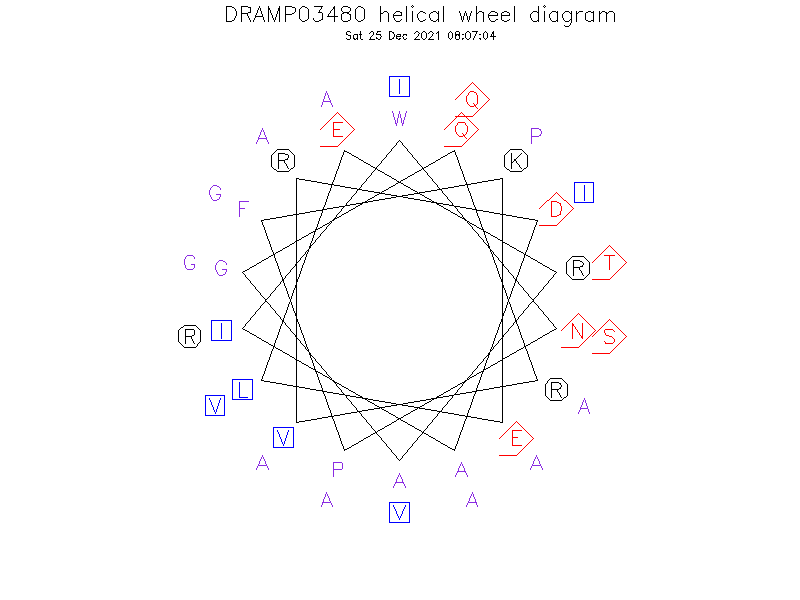 DRAMP03480 helical wheel diagram
Sat 25 Dec 2021 08:07:04
I
Q
A
W
E
Q
A
P
R
K
G
I
F
D
G
G
R
T
R
I
N
S
L
R
V
A
V
E
A
P
A
A
A
A
A
A
V